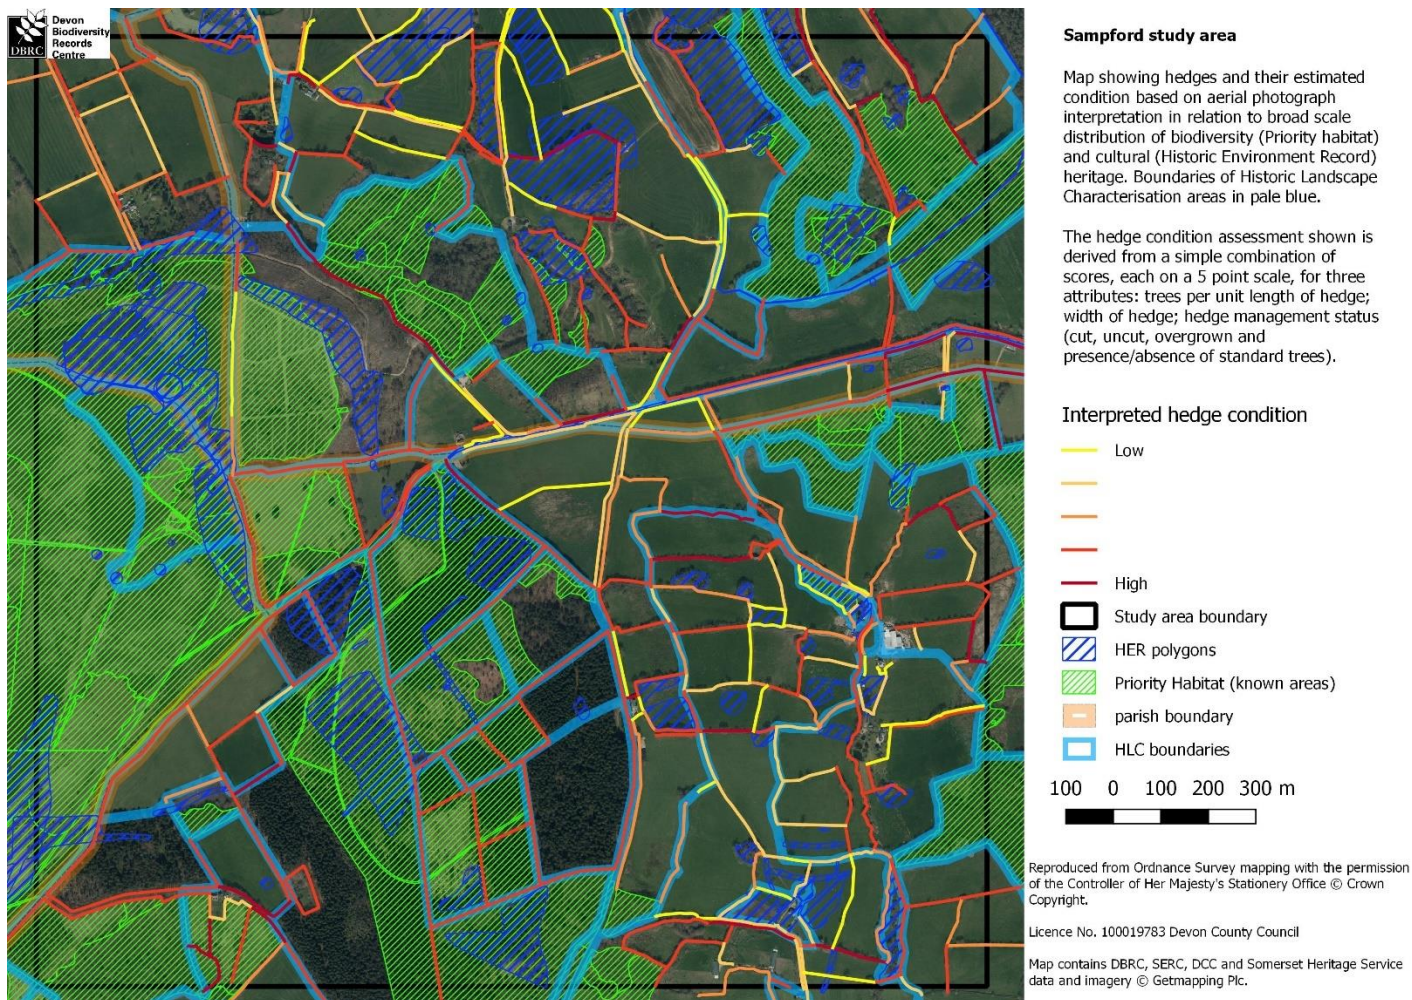 DBRC
Devon
Biodiversity
Records
Centre
Sampford study area
Map showing hedges and their estimated
condition based on aerial photograph
interpretation in relation to broad scale
distribution of biodiversity (Priority habitat)
and cultural (Historic Environment Record)
heritage. Boundaries of Historic Landscape
Characterisation areas in pale blue.
The hedge condition assessment shown is
derived from a simple combination of
scores, each on a 5 point scale, for three
attributes: trees per unit length of hedge;
width of hedge; hedge management status
(cut, uncut, overgrown and
presence/absence of standard trees).
Interpreted hedge condition
Low
High
Study area boundary
HER polygons
Priority Habitat (known areas)
parish boundary
HLC boundaries
100 0 100 200 300 m
Reproduced from Ordnance Survey mapping with the permission
of the Controller of Her Majesty's Stationery Office © Crown
Copyright.
Licence No. 100019783 Devon County Council
Map contains DBRC, SERC, DCC and Somerset Heritage Service
data and imagery © Getmapping Plc.